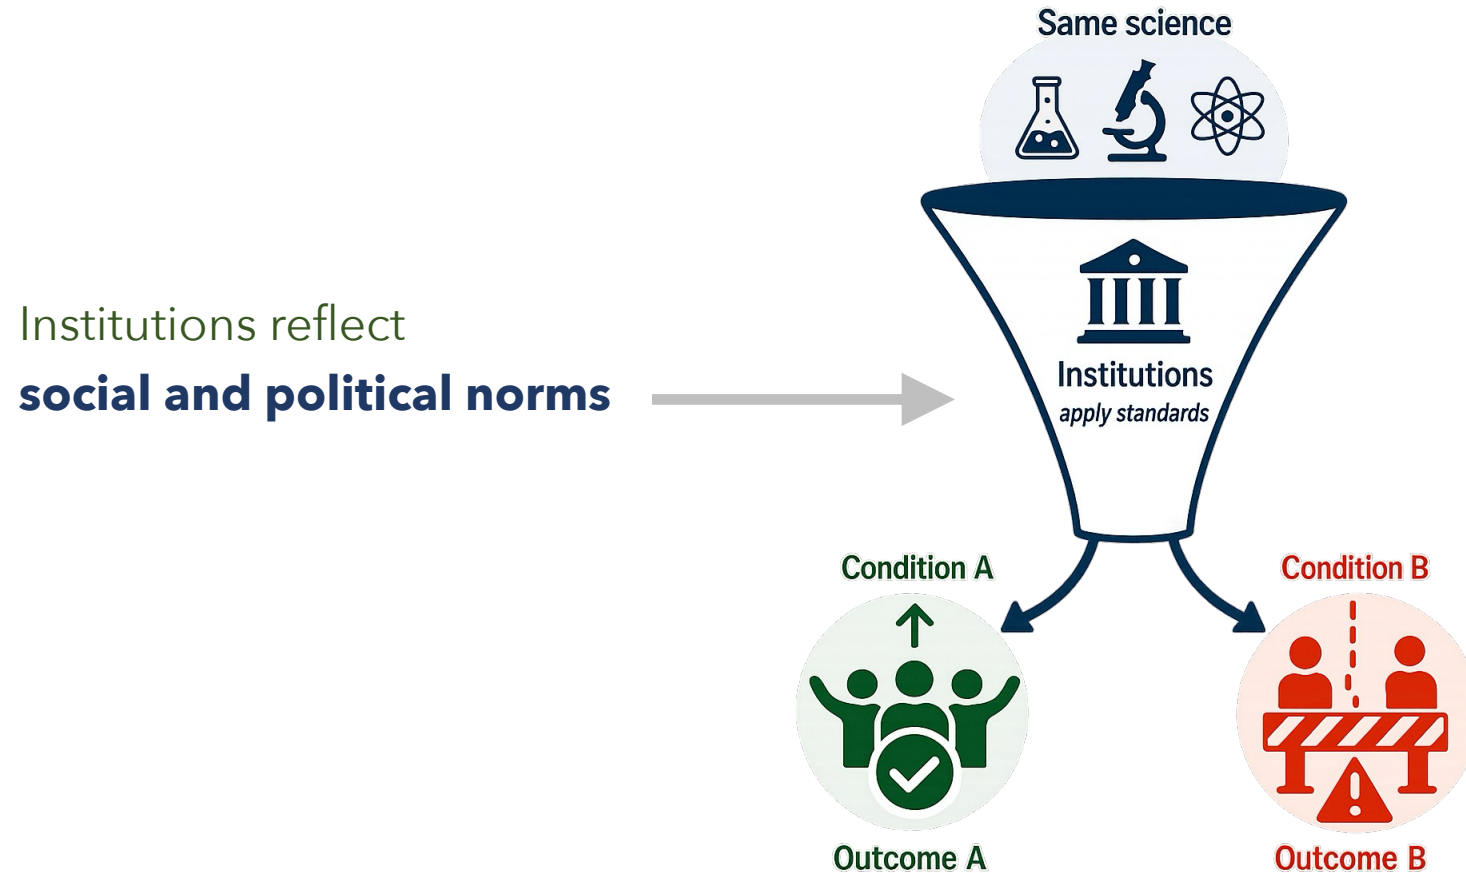 Same science
Institutions reflect
social and political norms
Institutions
apply standards
Condition A
Condition B
Outcome A
Outcome B